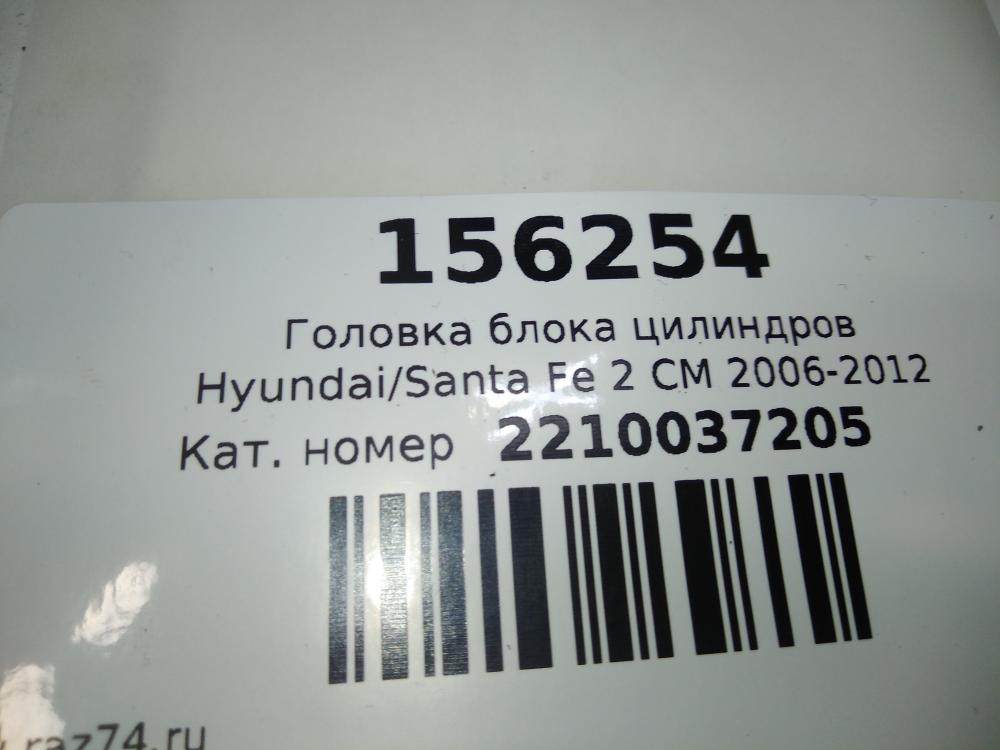 156254
Головка блока цилиндров
Hyundai/Santa Fe 2 CM 2006-2012
Кат. номер 2210037205
raz74.ru